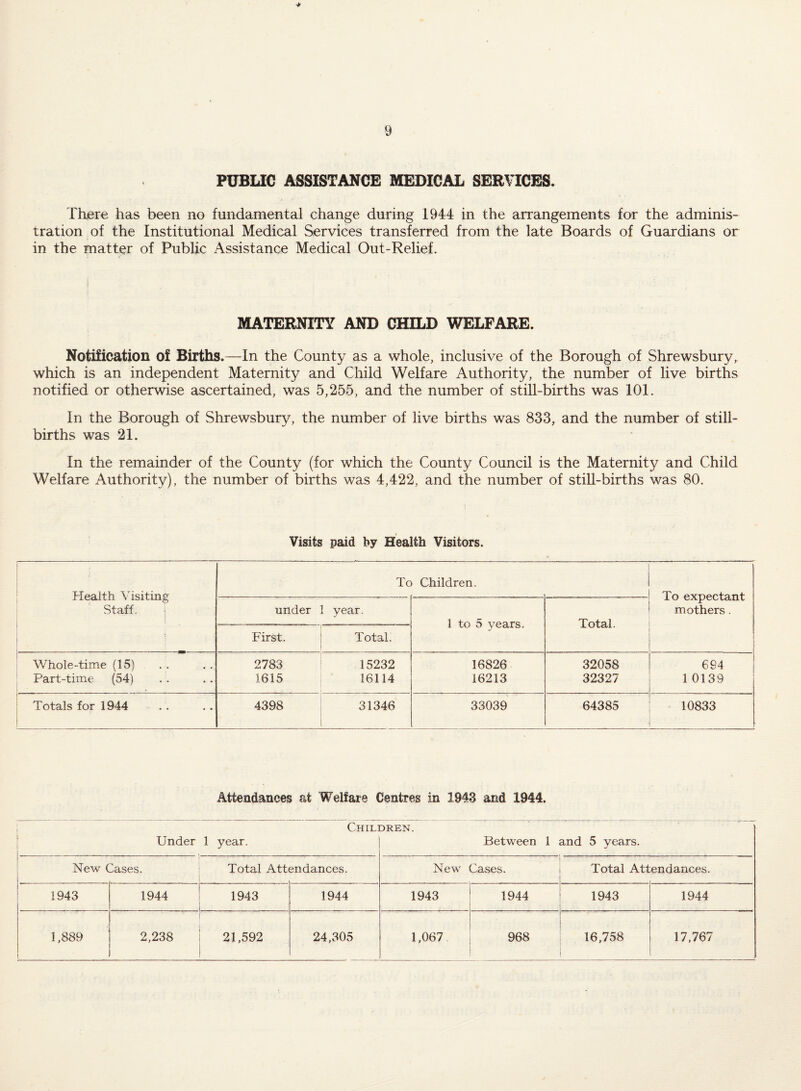 9
PUBLIC ASSISTANCE MEDICAL SERVICES.
There has been no fundamental change during 1944 in the arrangements for the adminis-
tration of the Institutional Medical Services transferred from the late Boards of Guardians or
in the matter of Public Assistance Medical Out-Relief.
MATERNITY AND CHILD WELFARE.
Notification of Births.—In the County as a whole, inclusive of the Borough of Shrewsbury,
which is an independent Maternity and Child Welfare Authority, the number of live births
notified or otherwise ascertained, was 5,255, and the number of still-births was 101.
In the Borough of Shrewsbury, the number of live births was 833, and the number of still-
births was 21.
In the remainder of the County (for which the County Council is the Maternity and Child
Welfare Authority), the number of births was 4,422, and the number of still-births was 80.
Visits paid by Health Visitors.
Health Visiting Staff. | To Children. | To expectant mothers.
under 1 year. | 1 to 5 years. | Total.
First. | Total.
Whole-time (15) .. .. 2783 15232 16826 32058 694
Part-time (54) .. .. 1615 16114 16213 32327 10139
Totals for 1944 .. .. 4398 31346 33039 64385 10833
Attendances at Welfare Centres in 1943 and 1944.
CHILDREN.
Under 1 year. Between 1 and 5 years.
New Cases. Total Attendances. New Cases. Total Attendances.
1943 1944 1943 1944 1943 1944 1943 1944
1,889 2,238 21,592 24,305 1,067 968 16,758 17,767